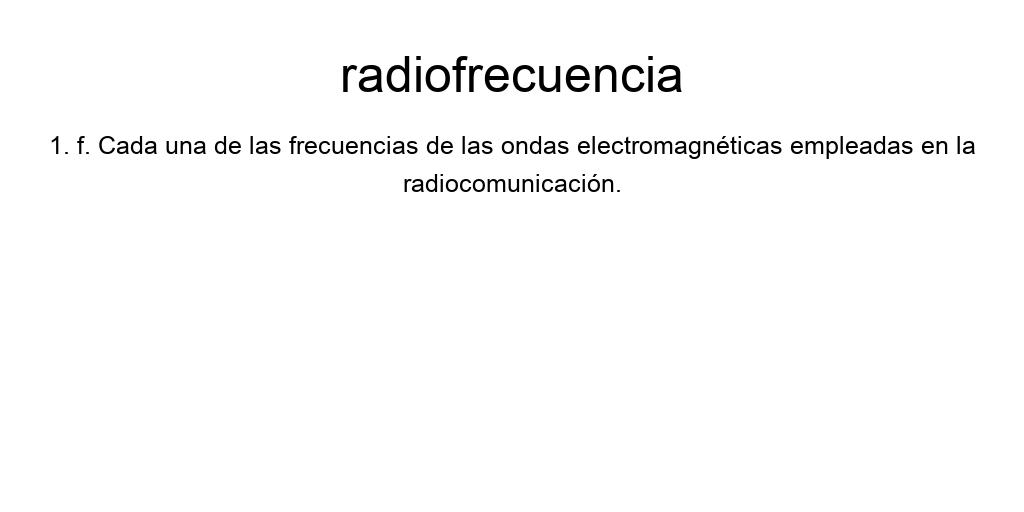 radiofrecuencia
1. f. Cada una de las frecuencias de las ondas electromagnéticas empleadas en la
radiocomunicación.